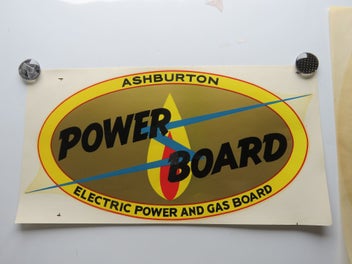 ASHBURTON
POWER
BOARD
ELECTRIC POWER AND GAS BOARD